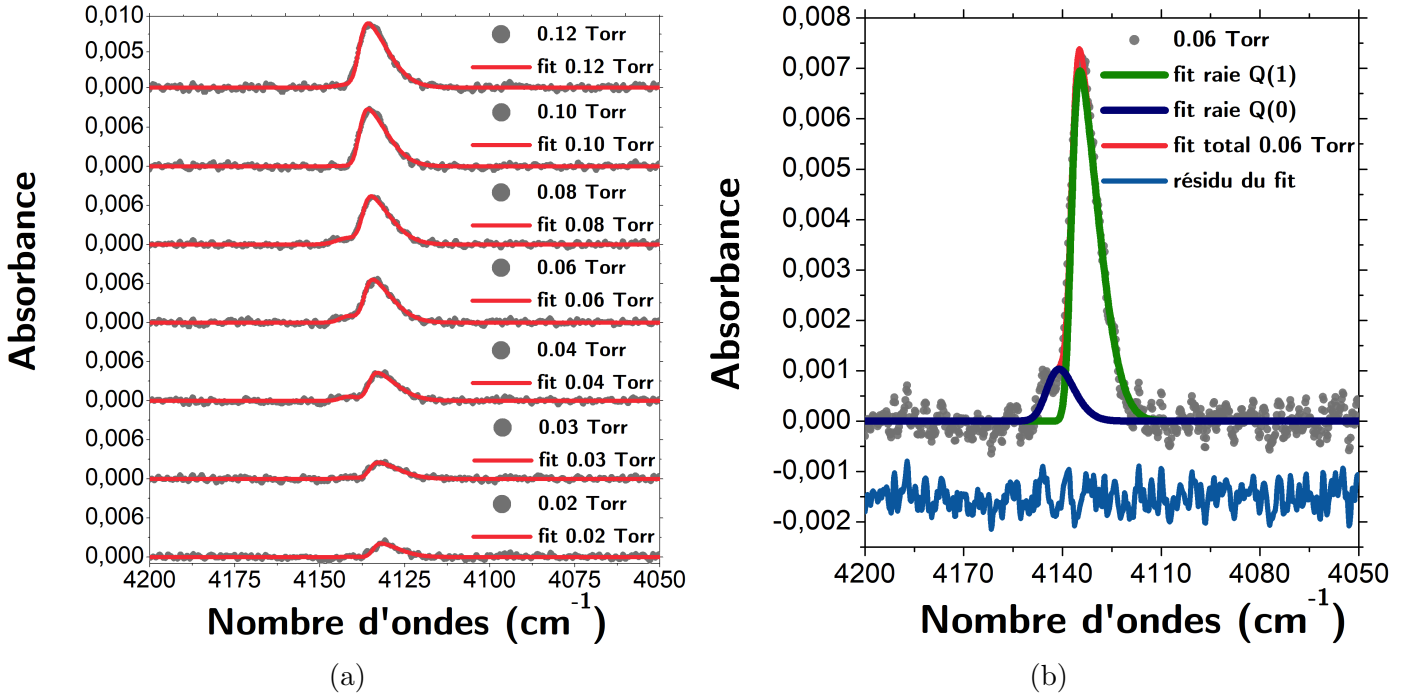 0,010
0,005
0,000
0.12 Torr
fit 0.12 Torr
0,006
0,000
0.10 Torr
fit 0.10 Torr
0,006
0,000
0.08 Torr
fit 0.08 Torr
0,006
0,000
0.06 Torr
fit 0.06 Torr
0,006
0,000
0.04 Torr
fit 0.04 Torr
0,006
0,000
0.03 Torr
fit 0.03 Torr
0,006
0,000
0.02 Torr
fit 0.02 Torr
Absorbance
4200 4175 4150 4125 4100 4075 4050
Nombre d'ondes (cm⁻¹)
(a)
0,008
0,007
0,006
0,005
0,004
0,003
0,002
0,001
0,000
-0,001
-0,002
Absorbance
0.06 Torr
fit raie Q(1)
fit raie Q(0)
fit total 0.06 Torr
résidu du fit
4200 4170 4140 4110 4080 4050
Nombre d'ondes (cm⁻¹)
(b)